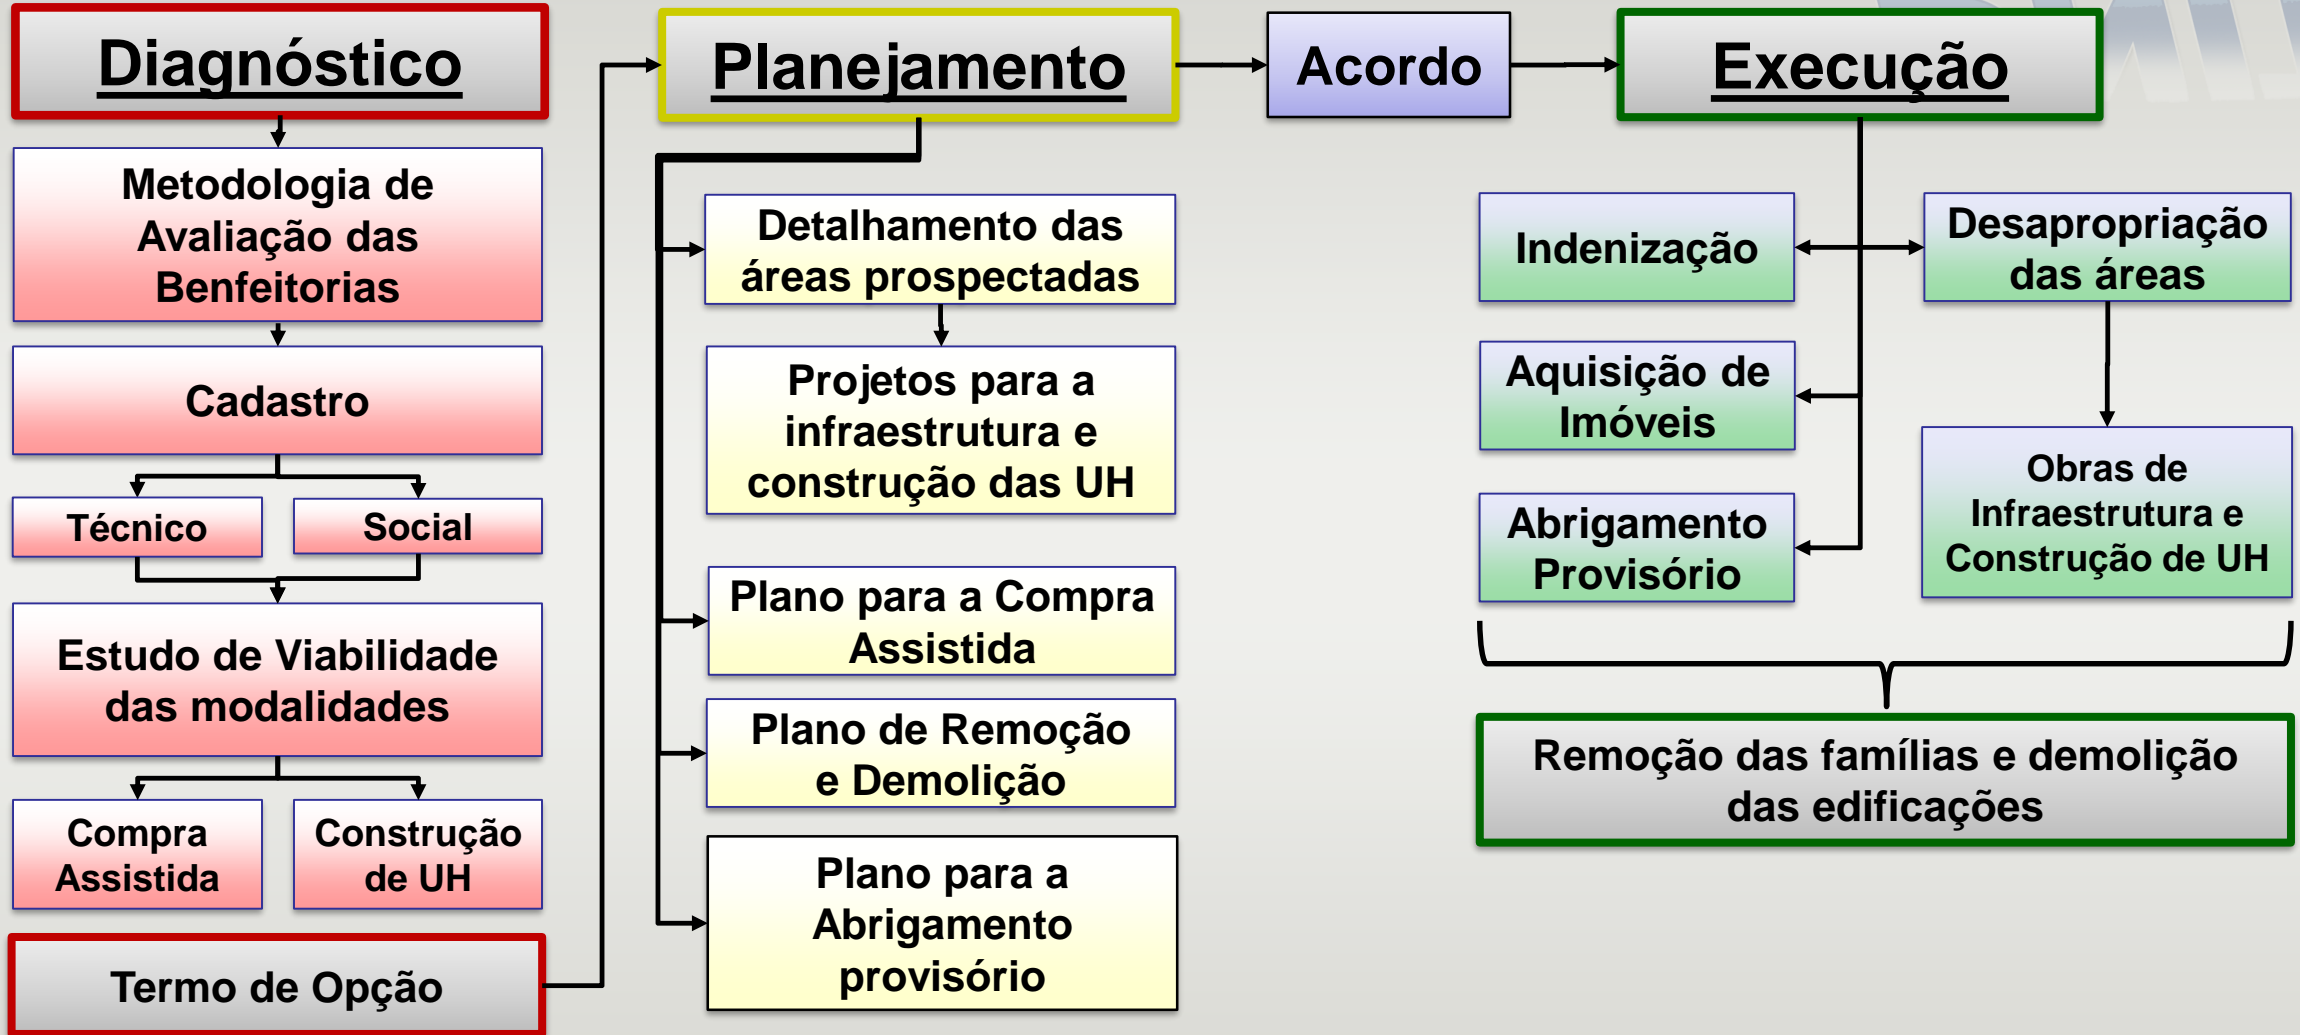 Diagnóstico
Metodologia de
Avaliação das
Benfeitorias
Cadastro
Técnico
Social
Estudo de Viabilidade
das modalidades
Compra
Assistida
Construção
de UH
Termo de Opção
Planejamento
Detalhamento das
áreas prospectadas
Projetos para a
infraestrutura e
construção das UH
Plano para a Compra
Assistida
Plano de Remoção
e Demolição
Plano para a
Abrigamento
provisório
Acordo
Execução
Indenização
Desapropriação
das áreas
Aquisição de
Imóveis
Abrigamento
Provisório
Obras de
Infraestrutura e
Construção de UH
Remoção das famílias e demolição
das edificações